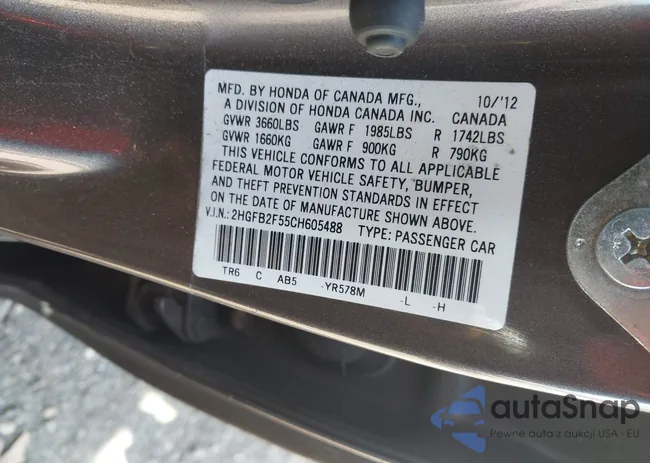 MFD. BY HONDA OF CANADA MFG., 10/'12
A DIVISION OF HONDA CANADA INC. CANADA
GVWR 3660LBS GAWR F 1985LBS R 1742LBS
GVWR 1660KG GAWR F 900KG R 790KG
THIS VEHICLE CONFORMS TO ALL APPLICABLE
FEDERAL MOTOR VEHICLE SAFETY, BUMPER,
AND THEFT PREVENTION STANDARDS IN EFFECT
ON THE DATE OF MANUFACTURE SHOWN ABOVE.
V.I.N.: 2HGFB2F55CH605488 TYPE: PASSENGER CAR
TR6 C AB5 -YR578M -L -H
autaSnap
Pewne auta z aukcji USA i EU